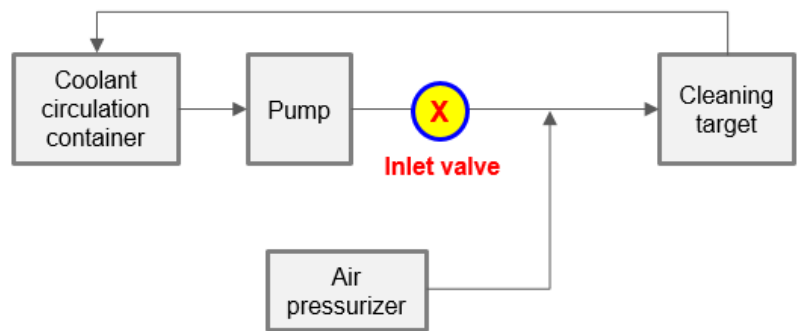 Coolant
circulation
container
Pump
X
Inlet valve
Cleaning
target
Air
pressurizer